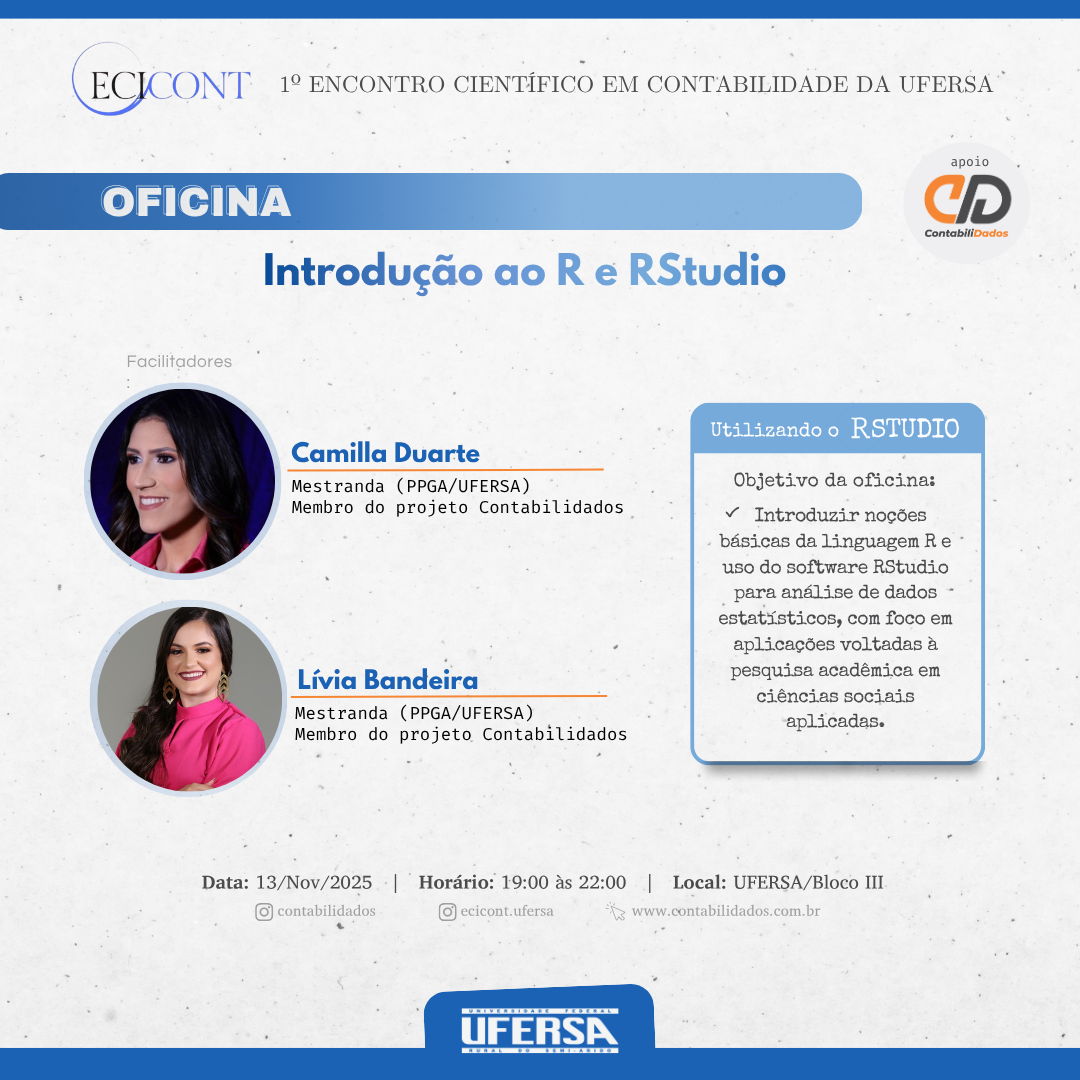 ECICONT
1º ENCONTRO CIENTÍFICO EM CONTABILIDADE DA UFERSA
apoio
CD
ContabiliDados
OFICINA
Introdução ao R e RStudio
Facilitadores
:
Camilla Duarte
Mestranda (PPGA/UFERSA)
Membro do projeto Contabilidados
Lívia Bandeira
Mestranda (PPGA/UFERSA)
Membro do projeto Contabilidados
Utilizando o RSTUDIO
Objetivo da oficina:
✓ Introduzir noções
básicas da linguagem R e
uso do software RStudio
para análise de dados
estatísticos, com foco em
aplicações voltadas à
pesquisa acadêmica em
ciências sociais
aplicadas.
Data: 13/Nov/2025 | Horário: 19:00 às 22:00 | Local: UFERSA/Bloco III
contabilidados ecicont.ufersa www.contabilidados.com.br
UNIVERSIDADE FEDERAL
UFERSA
RURAL DO SEMI-ÁRIDO